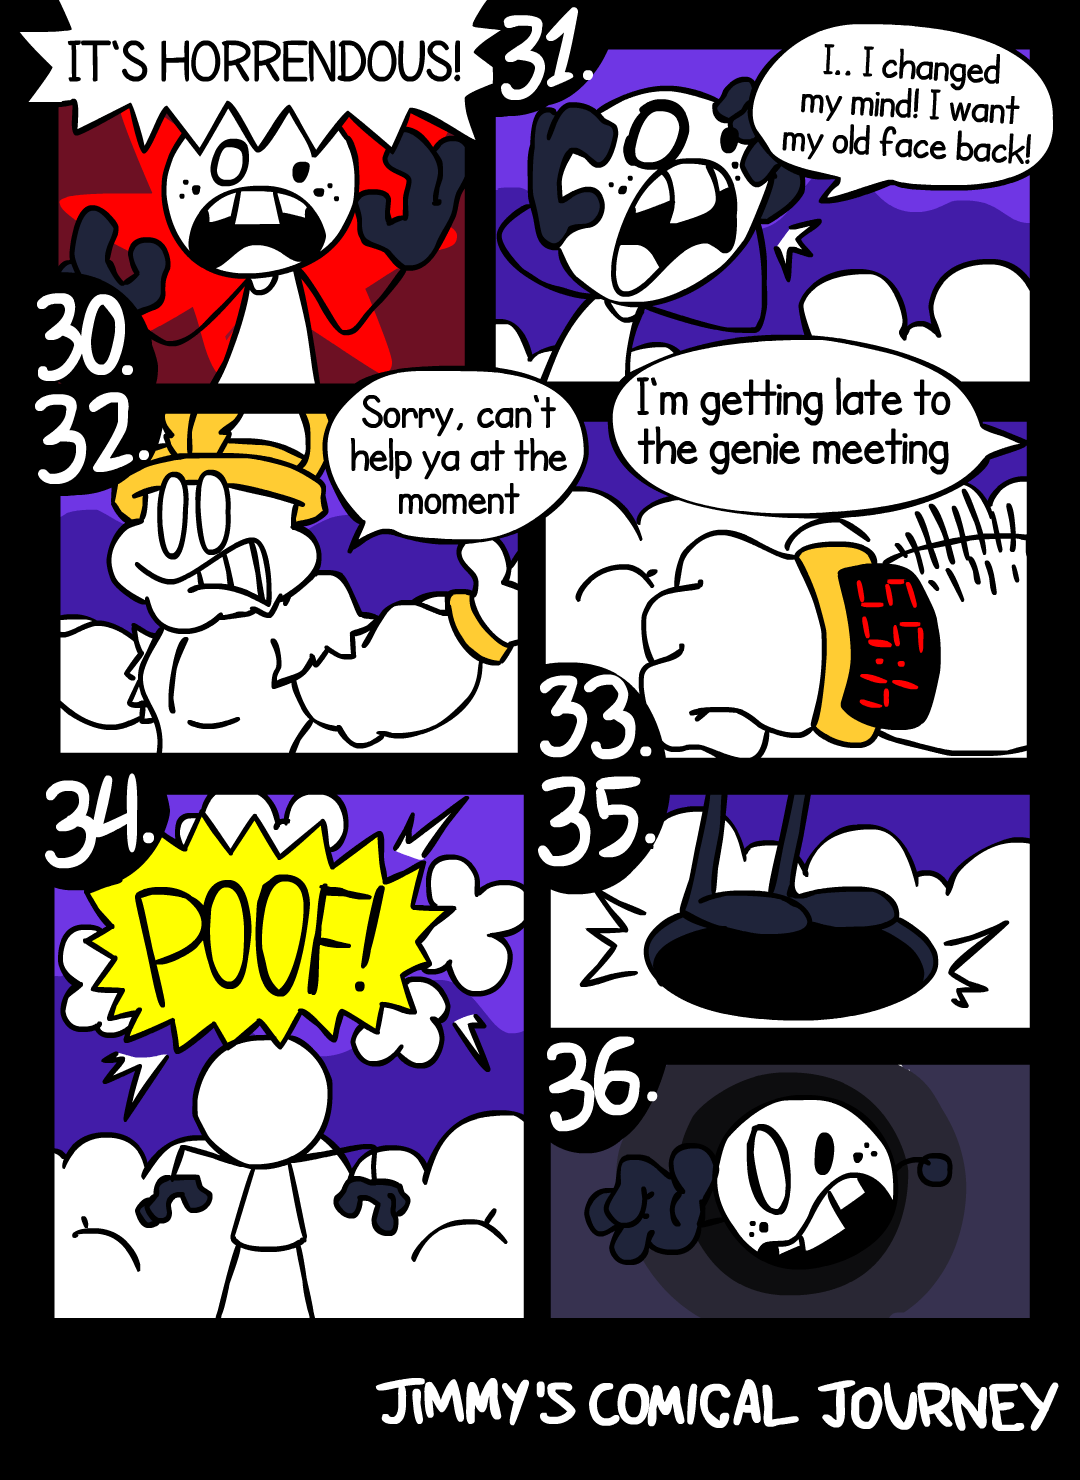 IT'S HORRENDOUS!
30.
31.
I.. I changed
my mind! I want
my old face back!
32.
Sorry, can't
help ya at the
moment
I'm getting late to
the genie meeting
33.
34.
POOF!
35.
36.
JIMMY'S COMICAL JOURNEY